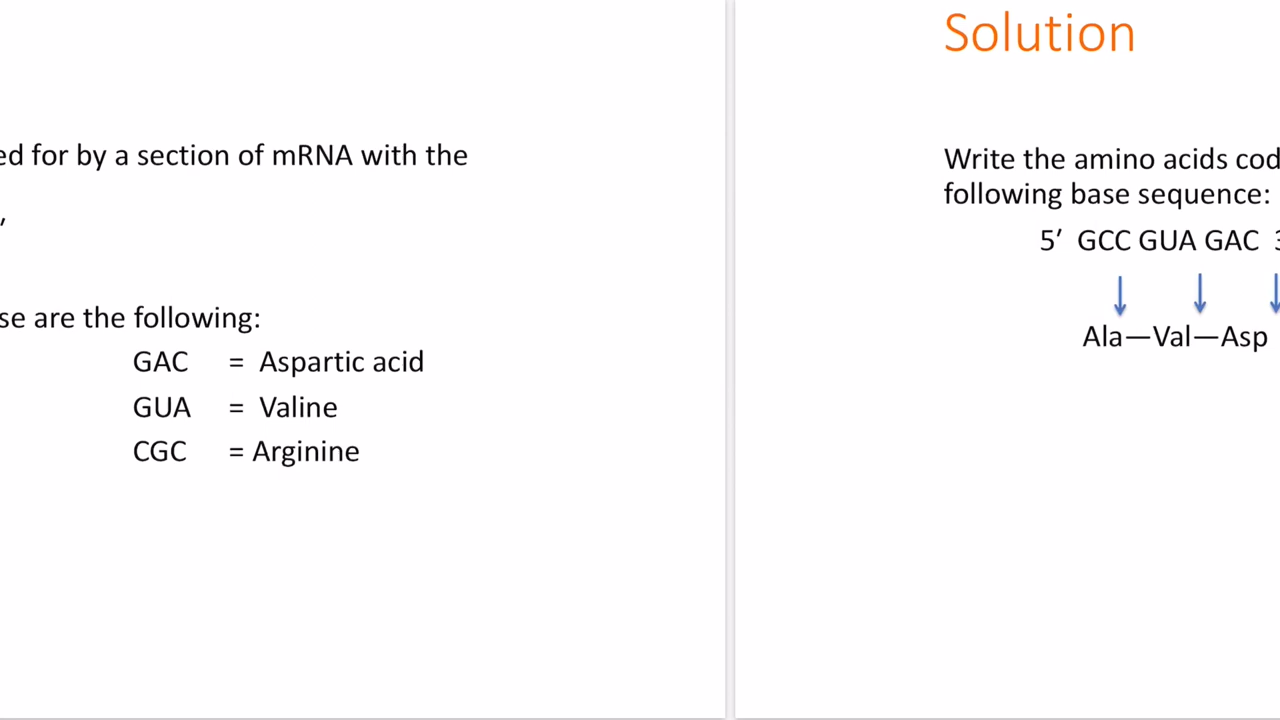 ed for by a section of mRNA with the
′
se are the following:
GAC = Aspartic acid
GUA = Valine
CGC = Arginine
Solution
Write the amino acids cod
following base sequence:
5′ GCC GUA GAC
Ala—Val—Asp